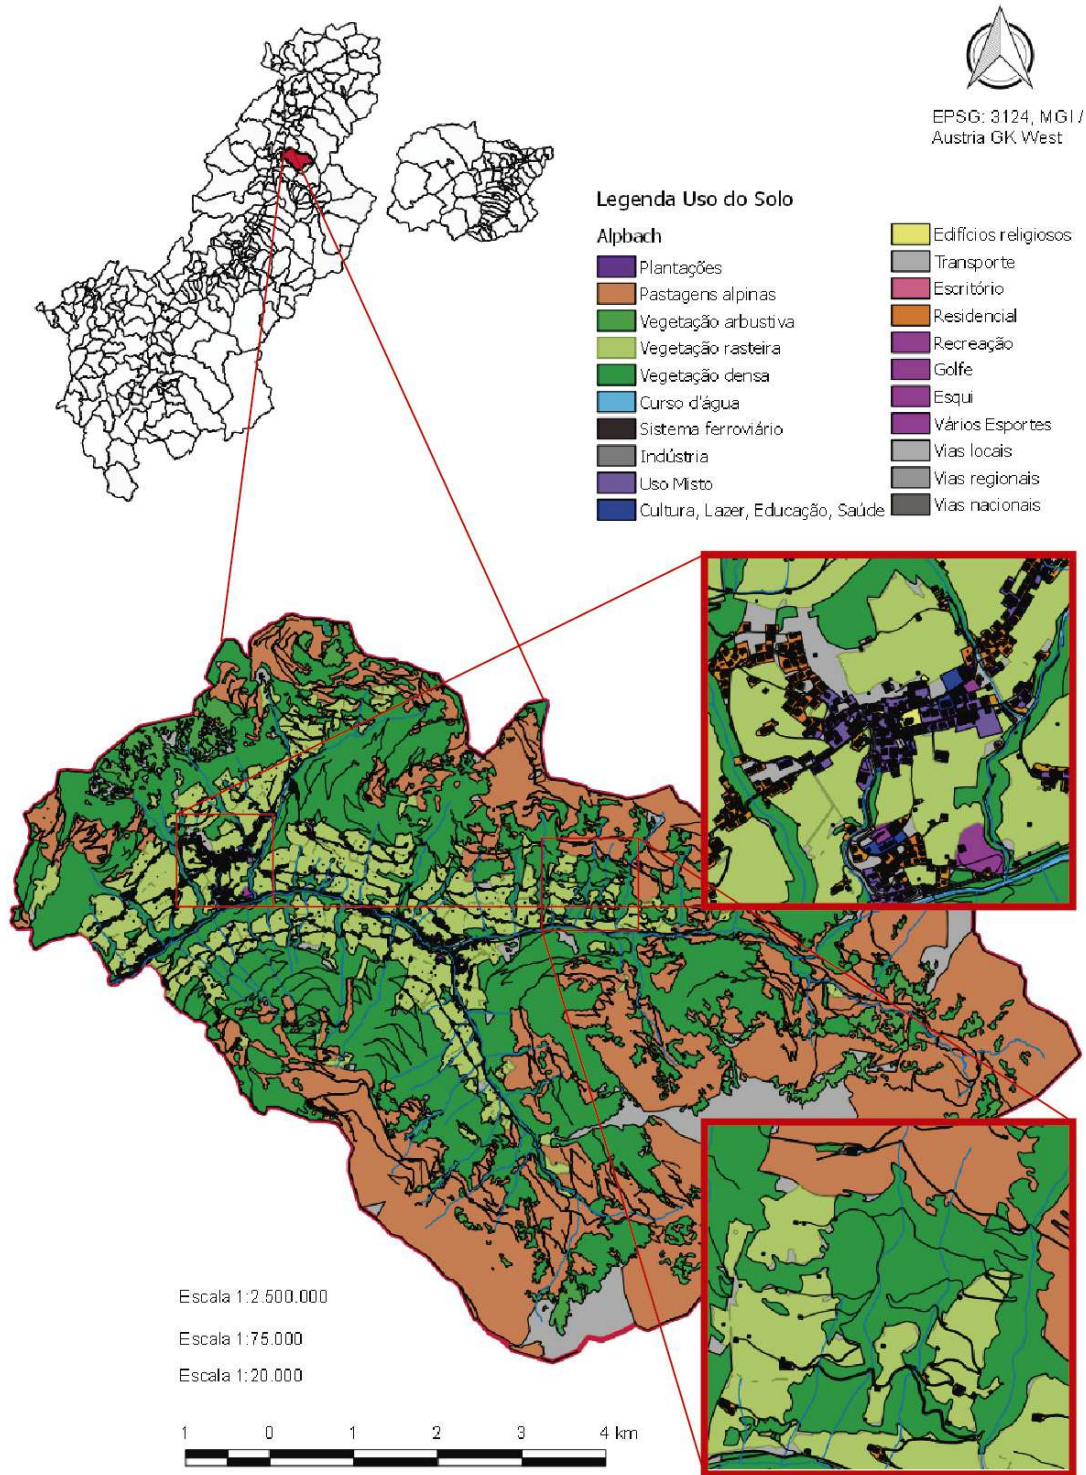 EPSG: 3124, MGI /
Austria GK West
Legenda Uso do Solo
Alpbach
Plantações
Pastagens alpinas
Vegetação arbustiva
Vegetação rasteira
Vegetação densa
Curso d'água
Sistema ferroviário
Indústria
Uso Misto
Cultura, Lazer, Educação, Saúde
Edifícios religiosos
Transporte
Escritório
Residencial
Recreação
Golfe
Esqui
Vários Esportes
Vias locais
Vias regionais
Vias nacionais
Escala 1:2.500.000
Escala 1:75.000
Escala 1:20.000
1 0 1 2 3 4 km